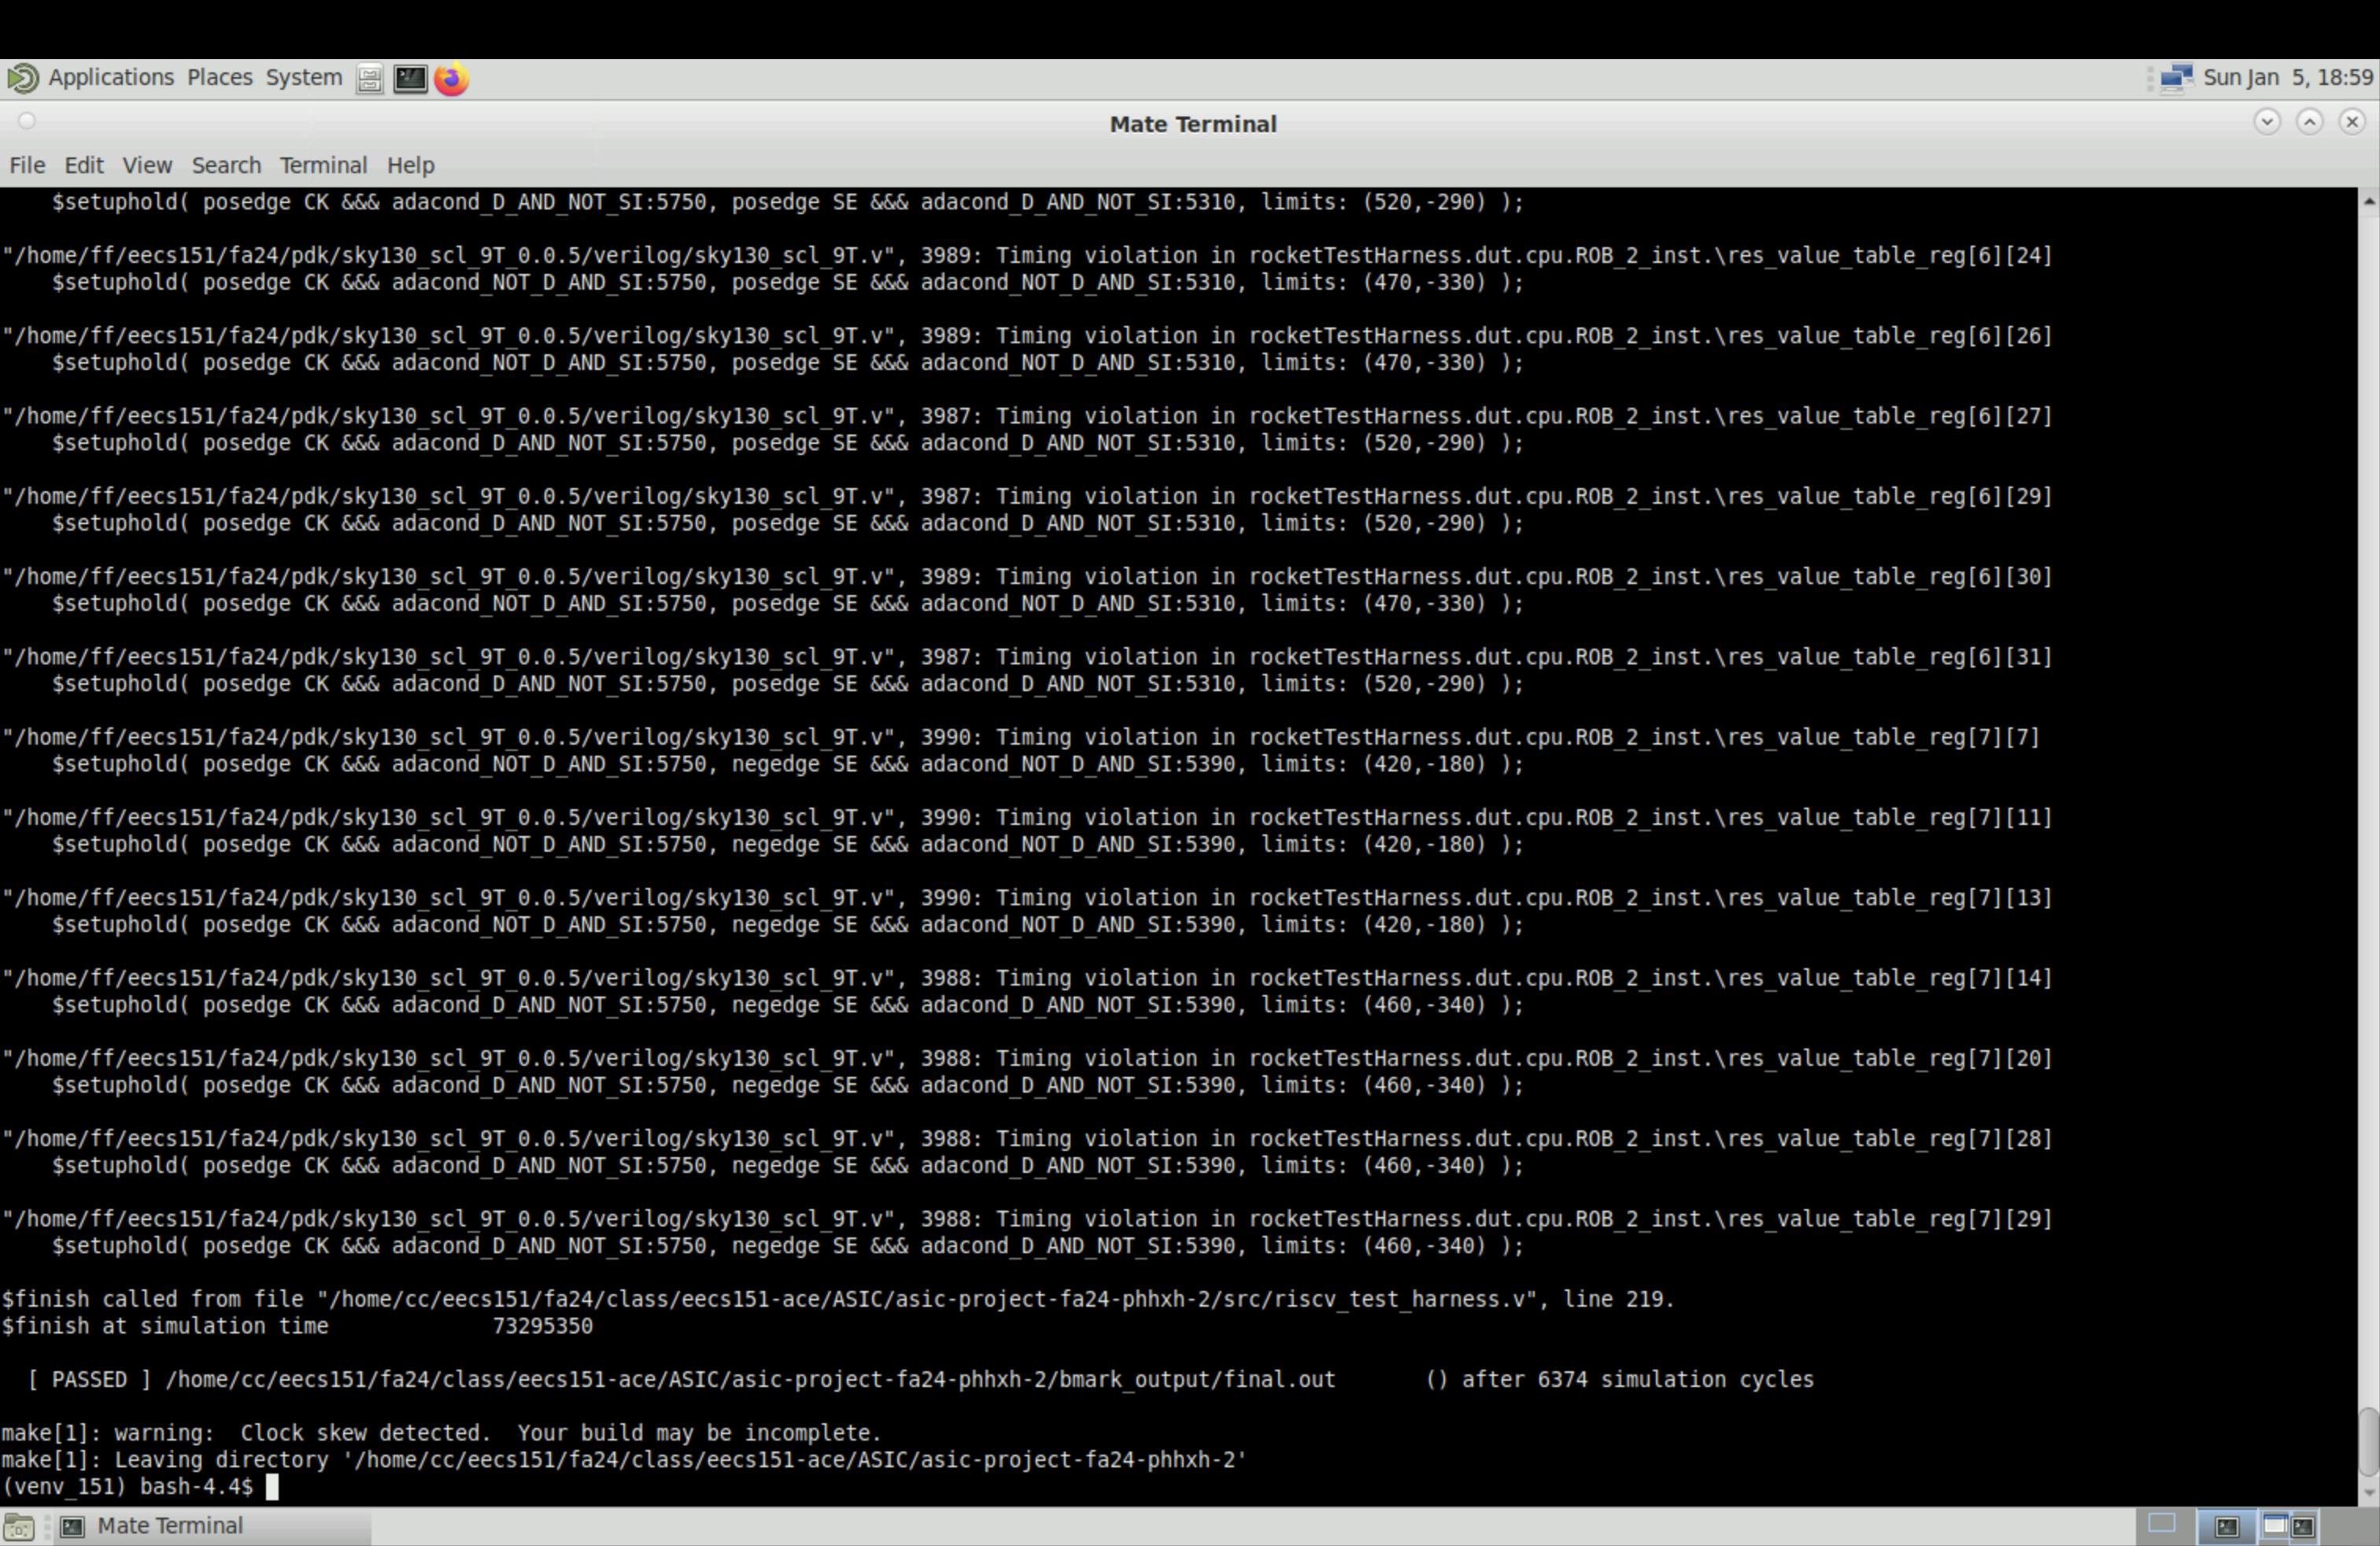 Applications Places System Sun Jan 5, 18:59
Mate Terminal
File Edit View Search Terminal Help
    $setuphold( posedge CK &&& adacond_D_AND_NOT_SI:5750, posedge SE &&& adacond_D_AND_NOT_SI:5310, limits: (520,-290) );
"/home/ff/eecs151/fa24/pdk/sky130_scl_9T_0.0.5/verilog/sky130_scl_9T.v", 3989: Timing violation in rocketTestHarness.dut.cpu.ROB_2_inst.\res_value_table_reg[6][24]
    $setuphold( posedge CK &&& adacond_NOT_D_AND_SI:5750, posedge SE &&& adacond_NOT_D_AND_SI:5310, limits: (470,-330) );
"/home/ff/eecs151/fa24/pdk/sky130_scl_9T_0.0.5/verilog/sky130_scl_9T.v", 3989: Timing violation in rocketTestHarness.dut.cpu.ROB_2_inst.\res_value_table_reg[6][26]
    $setuphold( posedge CK &&& adacond_NOT_D_AND_SI:5750, posedge SE &&& adacond_NOT_D_AND_SI:5310, limits: (470,-330) );
"/home/ff/eecs151/fa24/pdk/sky130_scl_9T_0.0.5/verilog/sky130_scl_9T.v", 3987: Timing violation in rocketTestHarness.dut.cpu.ROB_2_inst.\res_value_table_reg[6][27]
    $setuphold( posedge CK &&& adacond_D_AND_NOT_SI:5750, posedge SE &&& adacond_D_AND_NOT_SI:5310, limits: (520,-290) );
"/home/ff/eecs151/fa24/pdk/sky130_scl_9T_0.0.5/verilog/sky130_scl_9T.v", 3987: Timing violation in rocketTestHarness.dut.cpu.ROB_2_inst.\res_value_table_reg[6][29]
    $setuphold( posedge CK &&& adacond_D_AND_NOT_SI:5750, posedge SE &&& adacond_D_AND_NOT_SI:5310, limits: (520,-290) );
"/home/ff/eecs151/fa24/pdk/sky130_scl_9T_0.0.5/verilog/sky130_scl_9T.v", 3989: Timing violation in rocketTestHarness.dut.cpu.ROB_2_inst.\res_value_table_reg[6][30]
    $setuphold( posedge CK &&& adacond_NOT_D_AND_SI:5750, posedge SE &&& adacond_NOT_D_AND_SI:5310, limits: (470,-330) );
"/home/ff/eecs151/fa24/pdk/sky130_scl_9T_0.0.5/verilog/sky130_scl_9T.v", 3987: Timing violation in rocketTestHarness.dut.cpu.ROB_2_inst.\res_value_table_reg[6][31]
    $setuphold( posedge CK &&& adacond_D_AND_NOT_SI:5750, posedge SE &&& adacond_D_AND_NOT_SI:5310, limits: (520,-290) );
"/home/ff/eecs151/fa24/pdk/sky130_scl_9T_0.0.5/verilog/sky130_scl_9T.v", 3990: Timing violation in rocketTestHarness.dut.cpu.ROB_2_inst.\res_value_table_reg[7][7]
    $setuphold( posedge CK &&& adacond_NOT_D_AND_SI:5750, negedge SE &&& adacond_NOT_D_AND_SI:5390, limits: (420,-180) );
"/home/ff/eecs151/fa24/pdk/sky130_scl_9T_0.0.5/verilog/sky130_scl_9T.v", 3990: Timing violation in rocketTestHarness.dut.cpu.ROB_2_inst.\res_value_table_reg[7][11]
    $setuphold( posedge CK &&& adacond_NOT_D_AND_SI:5750, negedge SE &&& adacond_NOT_D_AND_SI:5390, limits: (420,-180) );
"/home/ff/eecs151/fa24/pdk/sky130_scl_9T_0.0.5/verilog/sky130_scl_9T.v", 3990: Timing violation in rocketTestHarness.dut.cpu.ROB_2_inst.\res_value_table_reg[7][13]
    $setuphold( posedge CK &&& adacond_NOT_D_AND_SI:5750, negedge SE &&& adacond_NOT_D_AND_SI:5390, limits: (420,-180) );
"/home/ff/eecs151/fa24/pdk/sky130_scl_9T_0.0.5/verilog/sky130_scl_9T.v", 3988: Timing violation in rocketTestHarness.dut.cpu.ROB_2_inst.\res_value_table_reg[7][14]
    $setuphold( posedge CK &&& adacond_D_AND_NOT_SI:5750, negedge SE &&& adacond_D_AND_NOT_SI:5390, limits: (460,-340) );
"/home/ff/eecs151/fa24/pdk/sky130_scl_9T_0.0.5/verilog/sky130_scl_9T.v", 3988: Timing violation in rocketTestHarness.dut.cpu.ROB_2_inst.\res_value_table_reg[7][20]
    $setuphold( posedge CK &&& adacond_D_AND_NOT_SI:5750, negedge SE &&& adacond_D_AND_NOT_SI:5390, limits: (460,-340) );
"/home/ff/eecs151/fa24/pdk/sky130_scl_9T_0.0.5/verilog/sky130_scl_9T.v", 3988: Timing violation in rocketTestHarness.dut.cpu.ROB_2_inst.\res_value_table_reg[7][28]
    $setuphold( posedge CK &&& adacond_D_AND_NOT_SI:5750, negedge SE &&& adacond_D_AND_NOT_SI:5390, limits: (460,-340) );
"/home/ff/eecs151/fa24/pdk/sky130_scl_9T_0.0.5/verilog/sky130_scl_9T.v", 3988: Timing violation in rocketTestHarness.dut.cpu.ROB_2_inst.\res_value_table_reg[7][29]
    $setuphold( posedge CK &&& adacond_D_AND_NOT_SI:5750, negedge SE &&& adacond_D_AND_NOT_SI:5390, limits: (460,-340) );
$finish called from file "/home/cc/eecs151/fa24/class/eecs151-ace/ASIC/asic-project-fa24-phhxh-2/src/riscv_test_harness.v", line 219.
$finish at simulation time             73295350
  [ PASSED ] /home/cc/eecs151/fa24/class/eecs151-ace/ASIC/asic-project-fa24-phhxh-2/bmark_output/final.out       () after 6374 simulation cycles
make[1]: warning:  Clock skew detected.  Your build may be incomplete.
make[1]: Leaving directory '/home/cc/eecs151/fa24/class/eecs151-ace/ASIC/asic-project-fa24-phhxh-2'
(venv_151) bash-4.4$
Mate Terminal